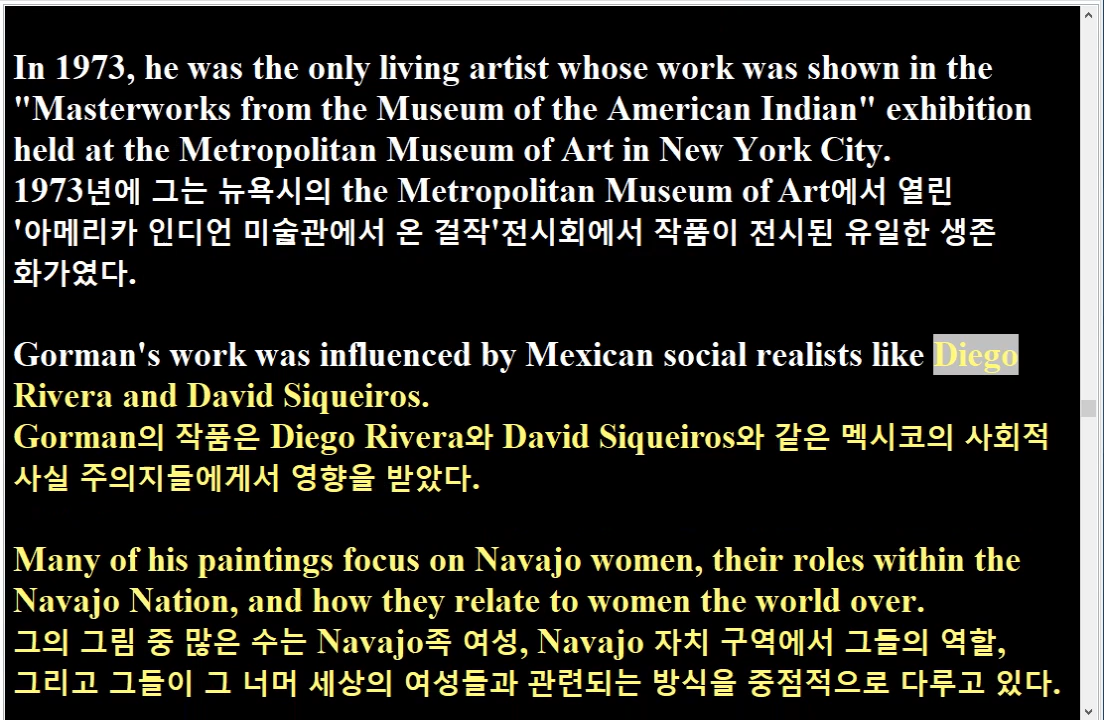 In 1973, he was the only living artist whose work was shown in the
"Masterworks from the Museum of the American Indian" exhibition
held at the Metropolitan Museum of Art in New York City.
1973년에 그는 뉴욕시의 the Metropolitan Museum of Art에서 열린
'아메리카 인디언 미술관에서 온 걸작'전시회에서 작품이 전시된 유일한 생존
화가였다.
Gorman's work was influenced by Mexican social realists like Diego
Rivera and David Siqueiros.
Gorman의 작품은 Diego Rivera와 David Siqueiros와 같은 멕시코의 사회적
사실 주의지들에게서 영향을 받았다.
Many of his paintings focus on Navajo women, their roles within the
Navajo Nation, and how they relate to women the world over.
그의 그림 중 많은 수는 Navajo족 여성, Navajo 자치 구역에서 그들의 역할,
그리고 그들이 그 너머 세상의 여성들과 관련되는 방식을 중점적으로 다루고 있다.